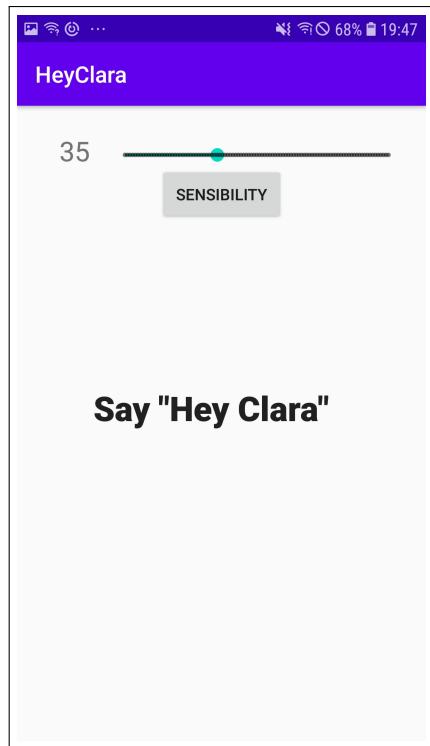 68% 19:47
HeyClara
35
SENSIBILITY
Say "Hey Clara"